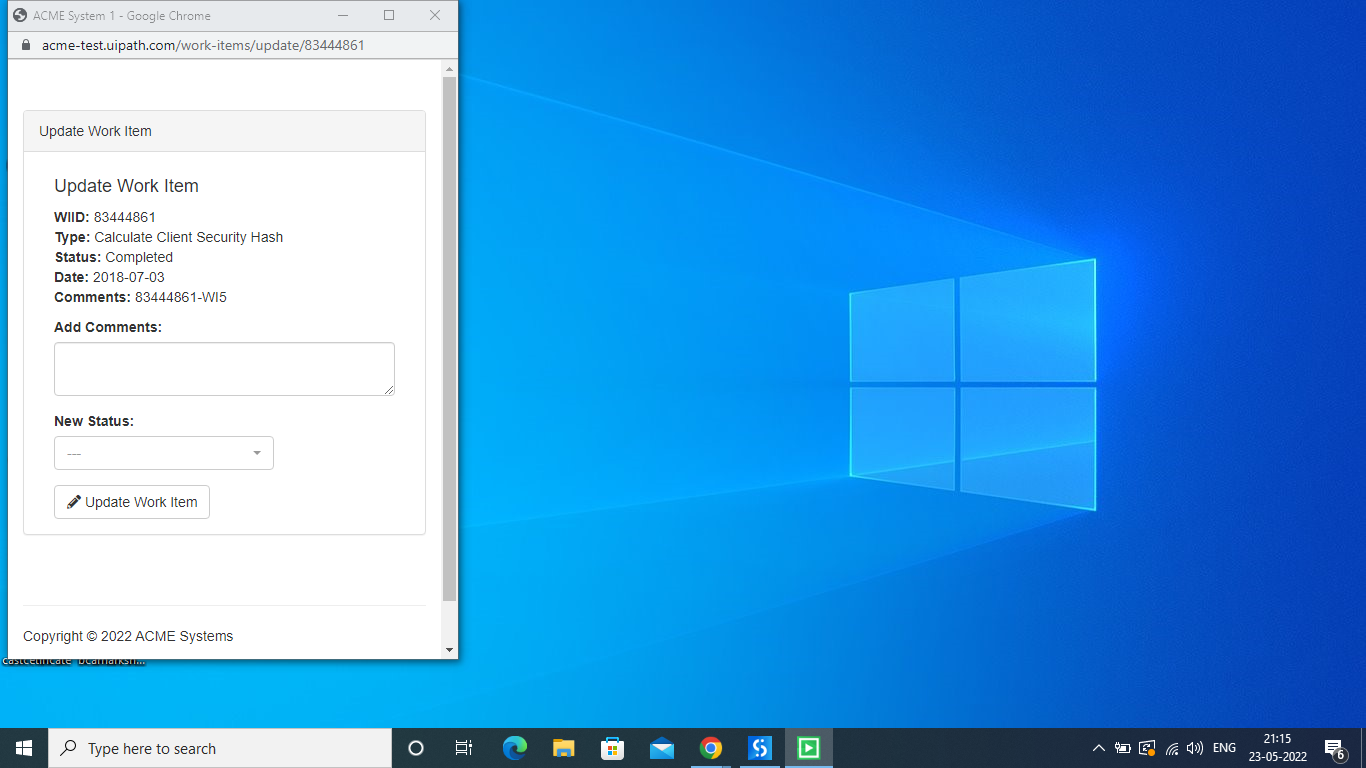 ACME System 1 - Google Chrome
acme-test.uipath.com/work-items/update/83444861
Update Work Item
Update Work Item
WIID: 83444861
Type: Calculate Client Security Hash
Status: Completed
Date: 2018-07-03
Comments: 83444861-WI5
Add Comments:
New Status:
---
Update Work Item
Copyright © 2022 ACME Systems
Type here to search
ENG
21:15
23-05-2022
6